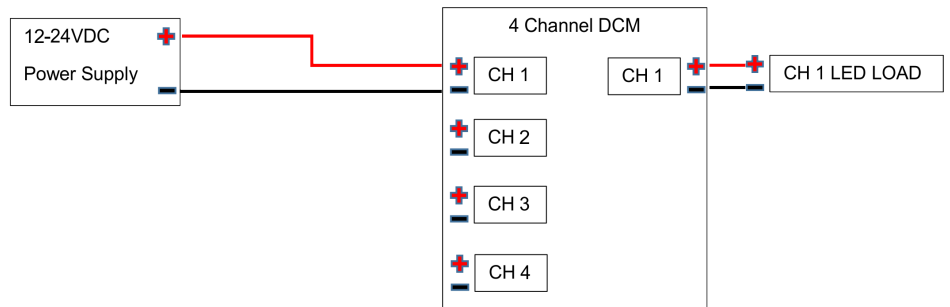 12-24VDC
Power Supply
4 Channel DCM
CH 1
CH 1
CH 1 LED LOAD
CH 2
CH 3
CH 4